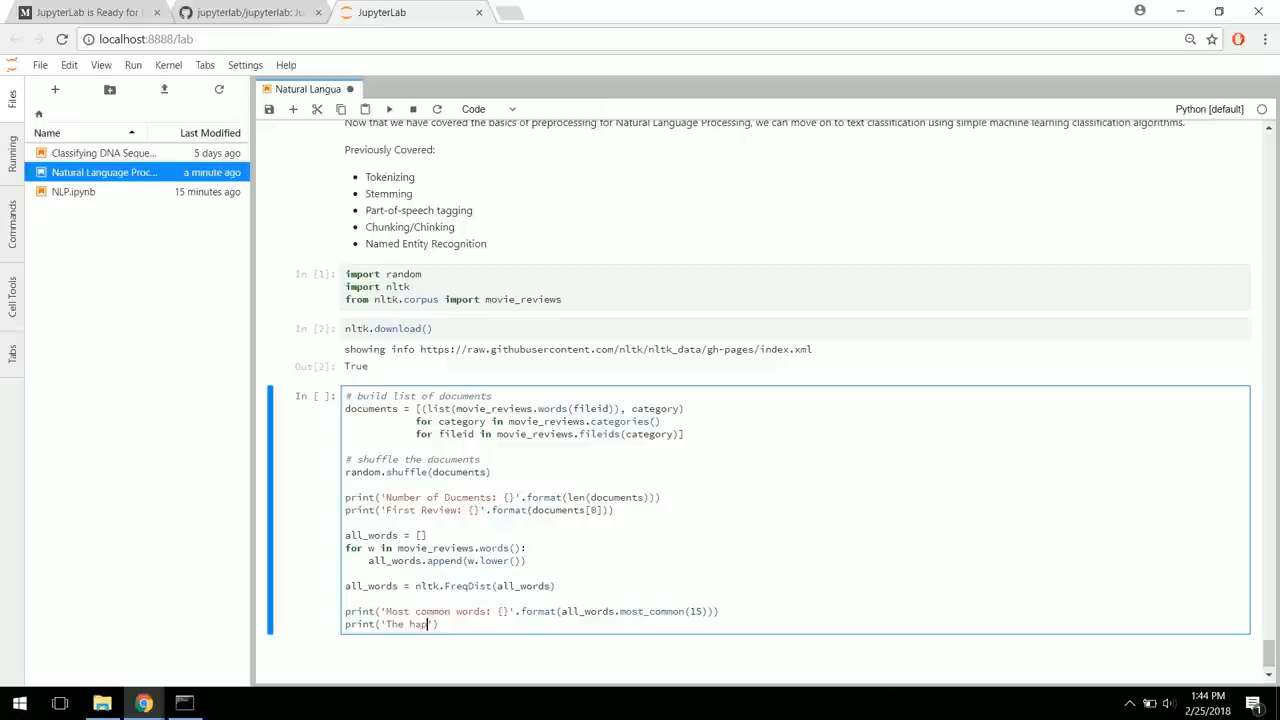 JupyterLab is Ready for
jupyterlab/jupyterlab: Ju
JupyterLab
localhost:8888/lab
File Edit View Run Kernel Tabs Settings Help
Files
Running
Commands
Cell Tools
Tabs
Name Last Modified
Classifying DNA Seque... 5 days ago
Natural Language Proc... a minute ago
NLP.ipynb 15 minutes ago
Natural Langua
Code
Python [default]
Now that we have covered the basics of preprocessing for Natural Language Processing, we can move on to text classification using simple machine learning classification algorithms.
Previously Covered:
• Tokenizing
• Stemming
• Part-of-speech tagging
• Chunking/Chinking
• Named Entity Recognition
In [1]: import random
import nltk
from nltk.corpus import movie_reviews
In [2]: nltk.download()
showing info https://raw.githubusercontent.com/nltk/nltk_data/gh-pages/index.xml
Out[2]: True
In [ ]: # build list of documents
documents = [(list(movie_reviews.words(fileid)), category)
for category in movie_reviews.categories()
for fileid in movie_reviews.fileids(category)]
# shuffle the documents
random.shuffle(documents)
print('Number of Ducments: {}'.format(len(documents)))
print('First Review: {}'.format(documents[0]))
all_words = []
for w in movie_reviews.words():
all_words.append(w.lower())
all_words = nltk.FreqDist(all_words)
print('Most common words: {}'.format(all_words.most_common(15)))
print('The hap')
1:44 PM
2/25/2018